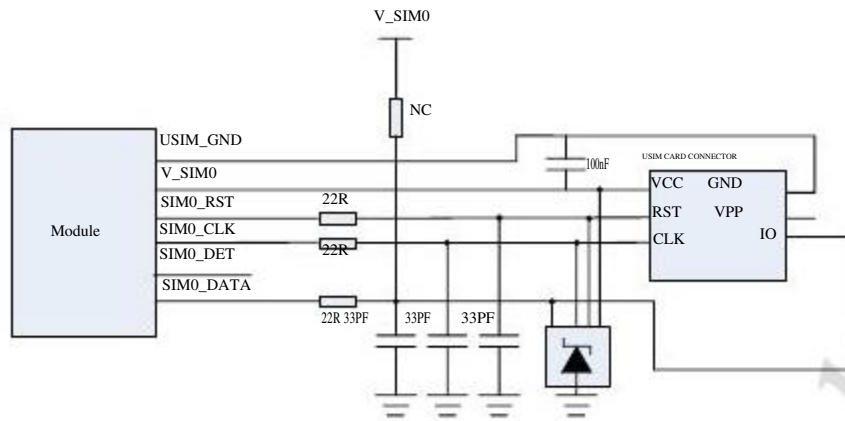 V_SIM0
NC
USIM_GND
V_SIM0
SIM0_RST
SIM0_CLK
SIM0_DET
SIM0_DATA
Module
22R
22R
22R 33PF
33PF
33PF
100nF
USIM CARD CONNECTOR
VCC GND
RST VPP
CLK IO